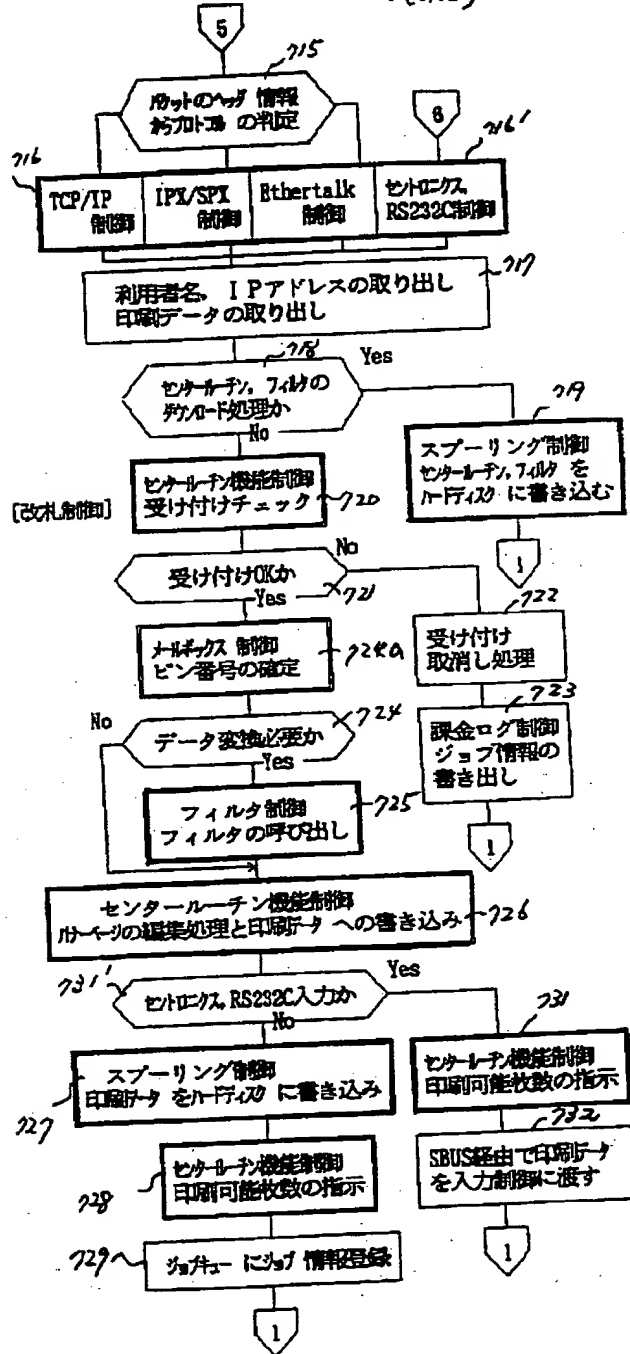 5
715
パケットのヘッダ 情報
からプロトコル の判定
6
716
716'
TCP/IP
制御
IPX/SPX
制御
Ethertalk
制御
セントロニクス,
RS232C制御
717
利用者名, IPアドレスの取り出し
印刷データの取り出し
718
Yes
センタールーチン, フィルタの
ダウンロード処理か
No
719
スプーリング制御
センタールーチン, フィルタ を
ハードディスク に書き込む
1
[改札制御]
センタールーチン機能制御
受け付けチェック
720
受け付けOKか
No
Yes
721
722
受け付け
取消し処理
メールボックス 制御
ビン番号の確定
723
課金ログ制御
ジョブ情報の
書き出し
1
No
データ変換必要か
724
Yes
フィルタ制御
フィルタの呼び出し
725
センタールーチン機能制御
バナーページの編集処理と印刷データ への書き込み
726
731'
セントロニクス, RS232C入力か
Yes
No
731
センタールーチン機能制御
印刷可能枚数の指示
732
SBUS経由で印刷データ
を入力制御に渡す
1
スプーリング制御
印刷データ をハードディスク に書き込み
727
センタールーチン機能制御
印刷可能枚数の指示
728
729
ジョブキュー にジョブ 情報登録
1